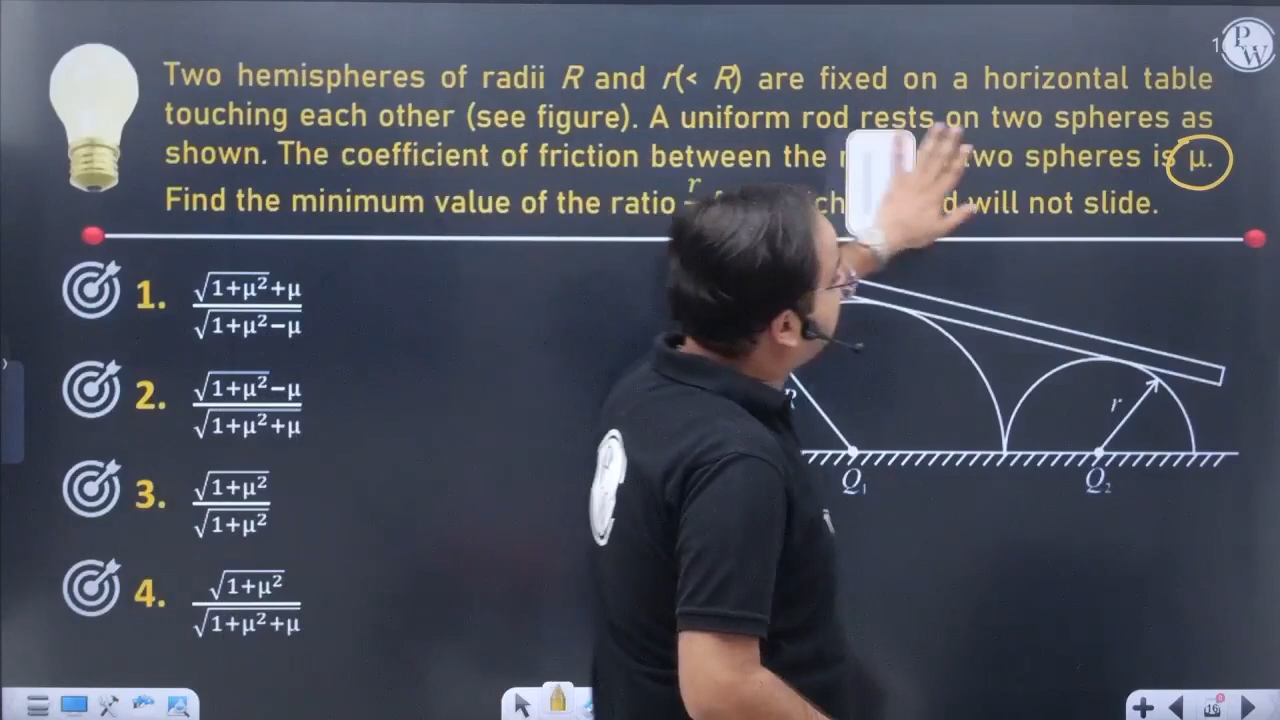 P
W
Two hemispheres of radii R and r(< R) are fixed on a horizontal table
touching each other (see figure). A uniform rod rests on two spheres as
shown. The coefficient of friction between the two spheres is μ.
Find the minimum value of the ratio r will not slide.
1. √1+μ²+μ / √1+μ²−μ
2. √1+μ²−μ / √1+μ²+μ
3. √1+μ² / √1+μ²
4. √1+μ² / √1+μ²+μ
R
r
Q₁
Q₂
16